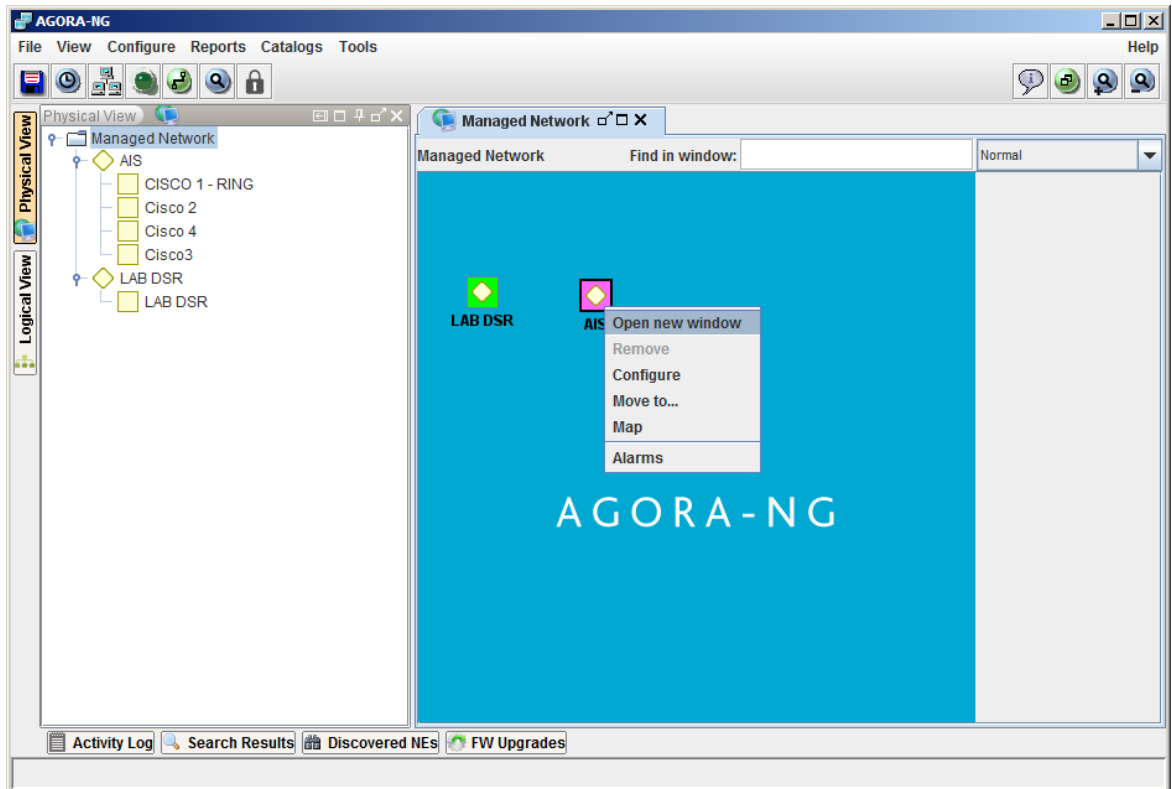 AGORA-NG
File View Configure Reports Catalogs Tools Help
Physical View
Managed Network
AIS
CISCO 1 - RING
Cisco 2
Cisco 4
Cisco3
LAB DSR
LAB DSR
Physical View
Logical View
Managed Network
Managed Network Find in window: Normal
LAB DSR
AIS
Open new window
Remove
Configure
Move to...
Map
Alarms
AGORA-NG
Activity Log Search Results Discovered NEs FW Upgrades